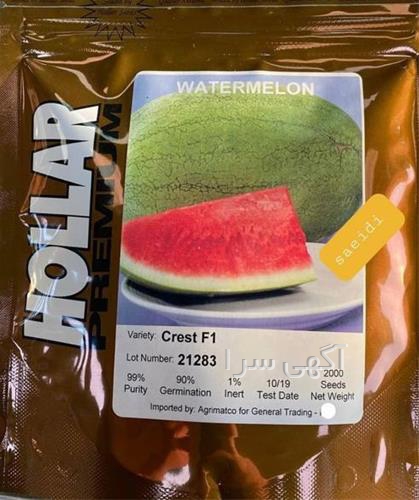 HOLLAR
PREMIUM
WATERMELON
saeidi
Variety: Crest F1
Lot Number: 21283
آگهی سرا
99% 90% 1% 10/19 2000
Purity Germination Inert Test Date Seeds
Net Weight
Imported by: Agrimatco for General Trading -